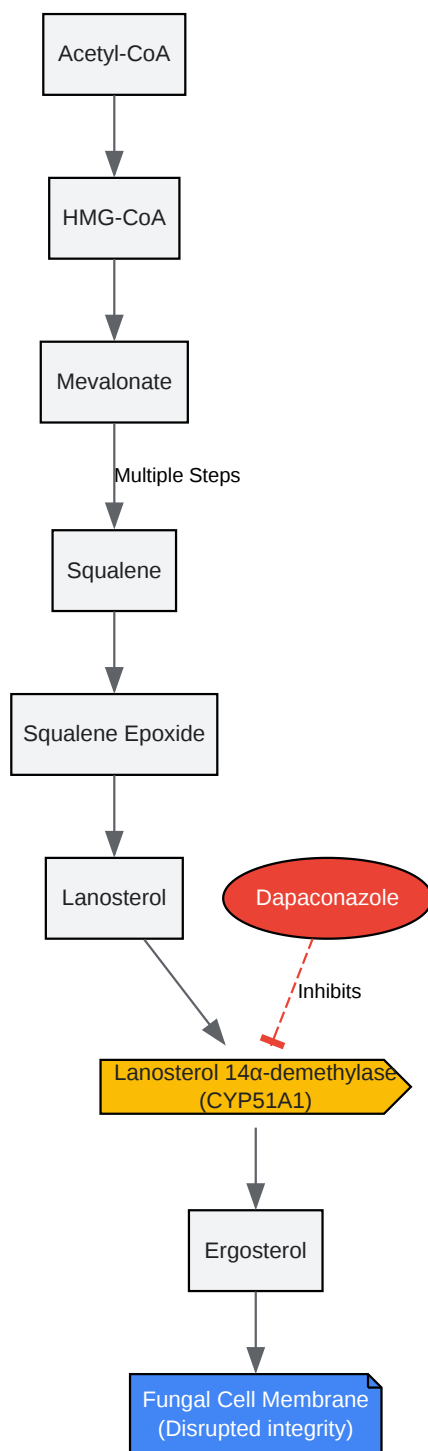 Acetyl-CoA
HMG-CoA
Mevalonate
Multiple Steps
Squalene
Squalene Epoxide
Lanosterol
Dapaconazole
Inhibits
Lanosterol 14α-demethylase
(CYP51A1)
Ergosterol
Fungal Cell Membrane
(Disrupted integrity)